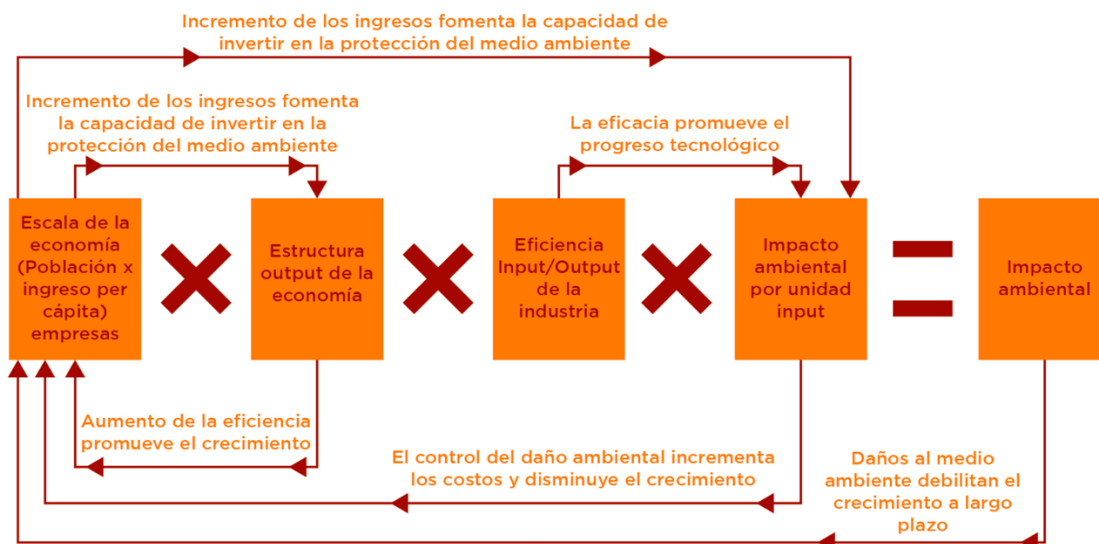 Incremento de los ingresos fomenta la capacidad de
invertir en la protección del medio ambiente
Incremento de los ingresos fomenta
la capacidad de invertir en la
protección del medio ambiente
La eficacia promueve el
progreso tecnológico
Escala de la
economía
(Población x
ingreso per
cápita)
empresas
Estructura
output de la
economía
Eficiencia
Input/Output
de la
industria
Impacto
ambiental
por unidad
input
Impacto
ambiental
Aumento de la eficiencia
promueve el crecimiento
El control del daño ambiental incrementa
los costos y disminuye el crecimiento
Daños al medio
ambiente debilitan el
crecimiento a largo
plazo